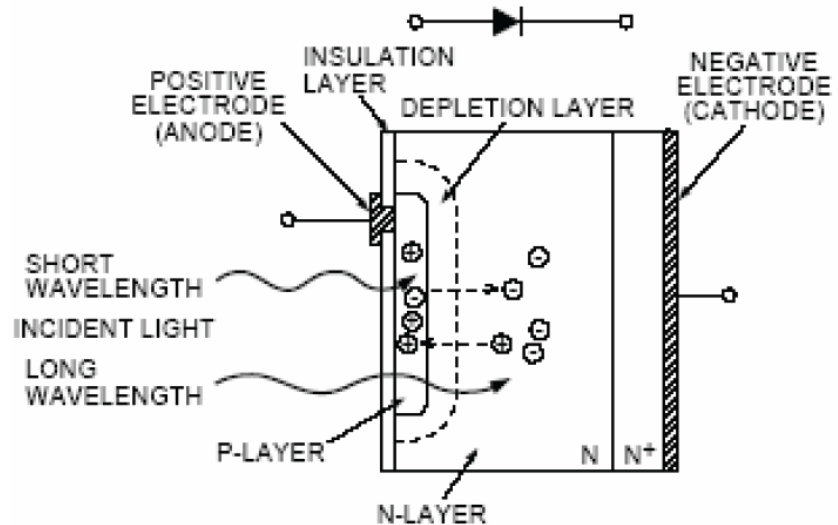 INSULATION
LAYER
POSITIVE
ELECTRODE
(ANODE)
DEPLETION LAYER
NEGATIVE
ELECTRODE
(CATHODE)
SHORT
WAVELENGTH
INCIDENT LIGHT
LONG
WAVELENGTH
P-LAYER
N
N+
N-LAYER